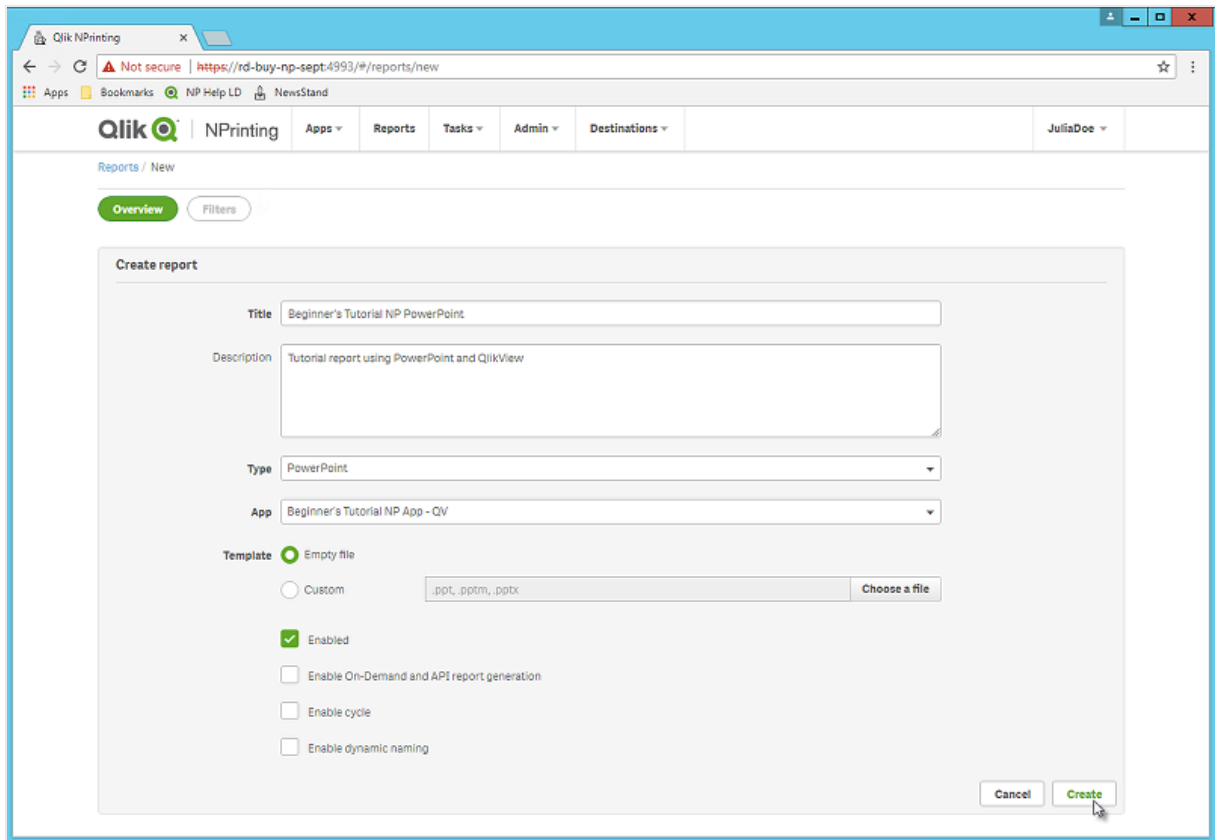 Qlik NPrinting
Not secure | https://rd-buy-np-sept:4993/#/reports/new
Apps Bookmarks NP Help LD NewsStand
Qlik NPrinting Apps Reports Tasks Admin Destinations JuliaDoe
Reports / New
Overview Filters
Create report
Title Beginner's Tutorial NP PowerPoint
Description Tutorial report using PowerPoint and QlikView
Type PowerPoint
App Beginner's Tutorial NP App - QV
Template Empty file
Custom .ppt, .pptm, .pptx Choose a file
Enabled
Enable On-Demand and API report generation
Enable cycle
Enable dynamic naming
Cancel Create